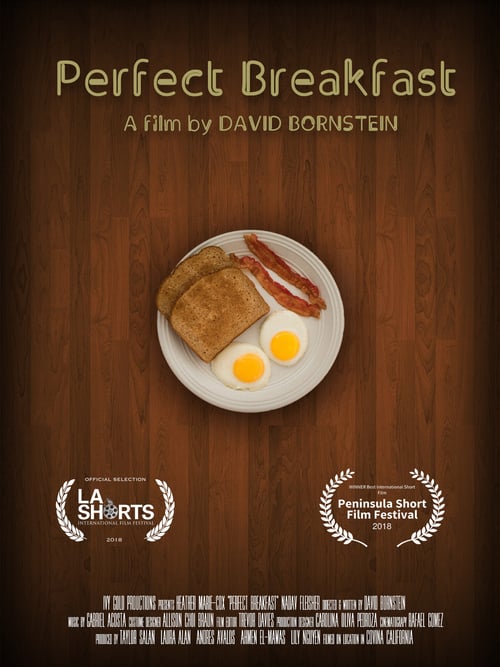 Perfect Breakfast
A film by DAVID BORNSTEIN
OFFICIAL SELECTION
LA
SHORTS
INTERNATIONAL FILM FESTIVAL
2018
WINNER Best International Short
Film
Peninsula Short
Film Festival
2018
IVY GOLD PRODUCTIONS PRESENTS HEATHER MARIE-COX "PERFECT BREAKFAST" NADAV FLEISHER DIRECTED & WRITTEN BY DAVID BORNSTEIN
MUSIC BY GABRIEL ACOSTA COSTUME DESIGNER ALLISON CHOI BRAUN FILM EDITOR TREVOR DAVIES PRODUCTION DESIGNER CAROLINA OLIVA PEDROZA CINEMATOGRAPHY RAFAEL GOMEZ
PRODUCED BY TAYLOR SALAN LAURA ALAN ANDRES AVALOS AHMEN EL-MAWAS LILY NGUYEN FILMED ON LOCATION IN COVINA CALIFORNIA